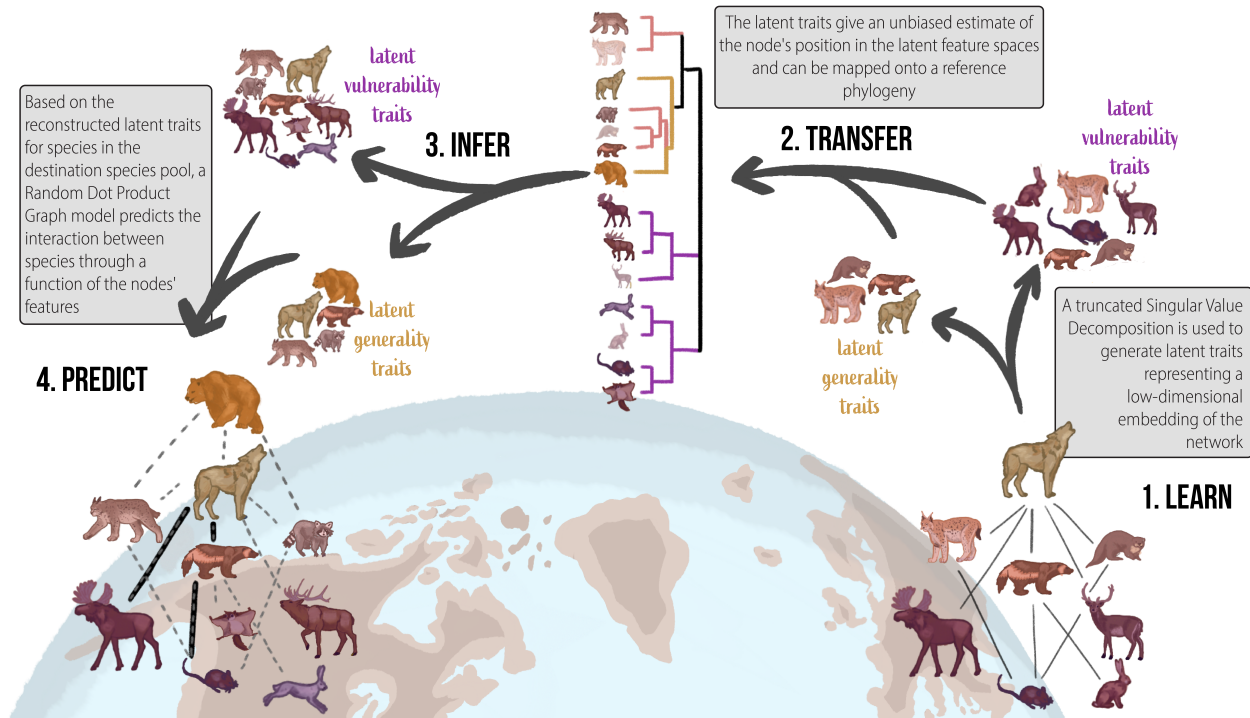 The latent traits give an unbiased estimate of
the node's position in the latent feature spaces
and can be mapped onto a reference
phylogeny
latent
vulnerability
traits
Based on the
reconstructed latent traits
for species in the
destination species pool, a
Random Dot Product
Graph model predicts the
interaction between
species through a
function of the nodes'
features
3. INFER
2. TRANSFER
latent
vulnerability
traits
latent
generality
traits
latent
generality
traits
A truncated Singular Value
Decomposition is used to
generate latent traits
representing a
low-dimensional
embedding of the
network
4. PREDICT
1. LEARN